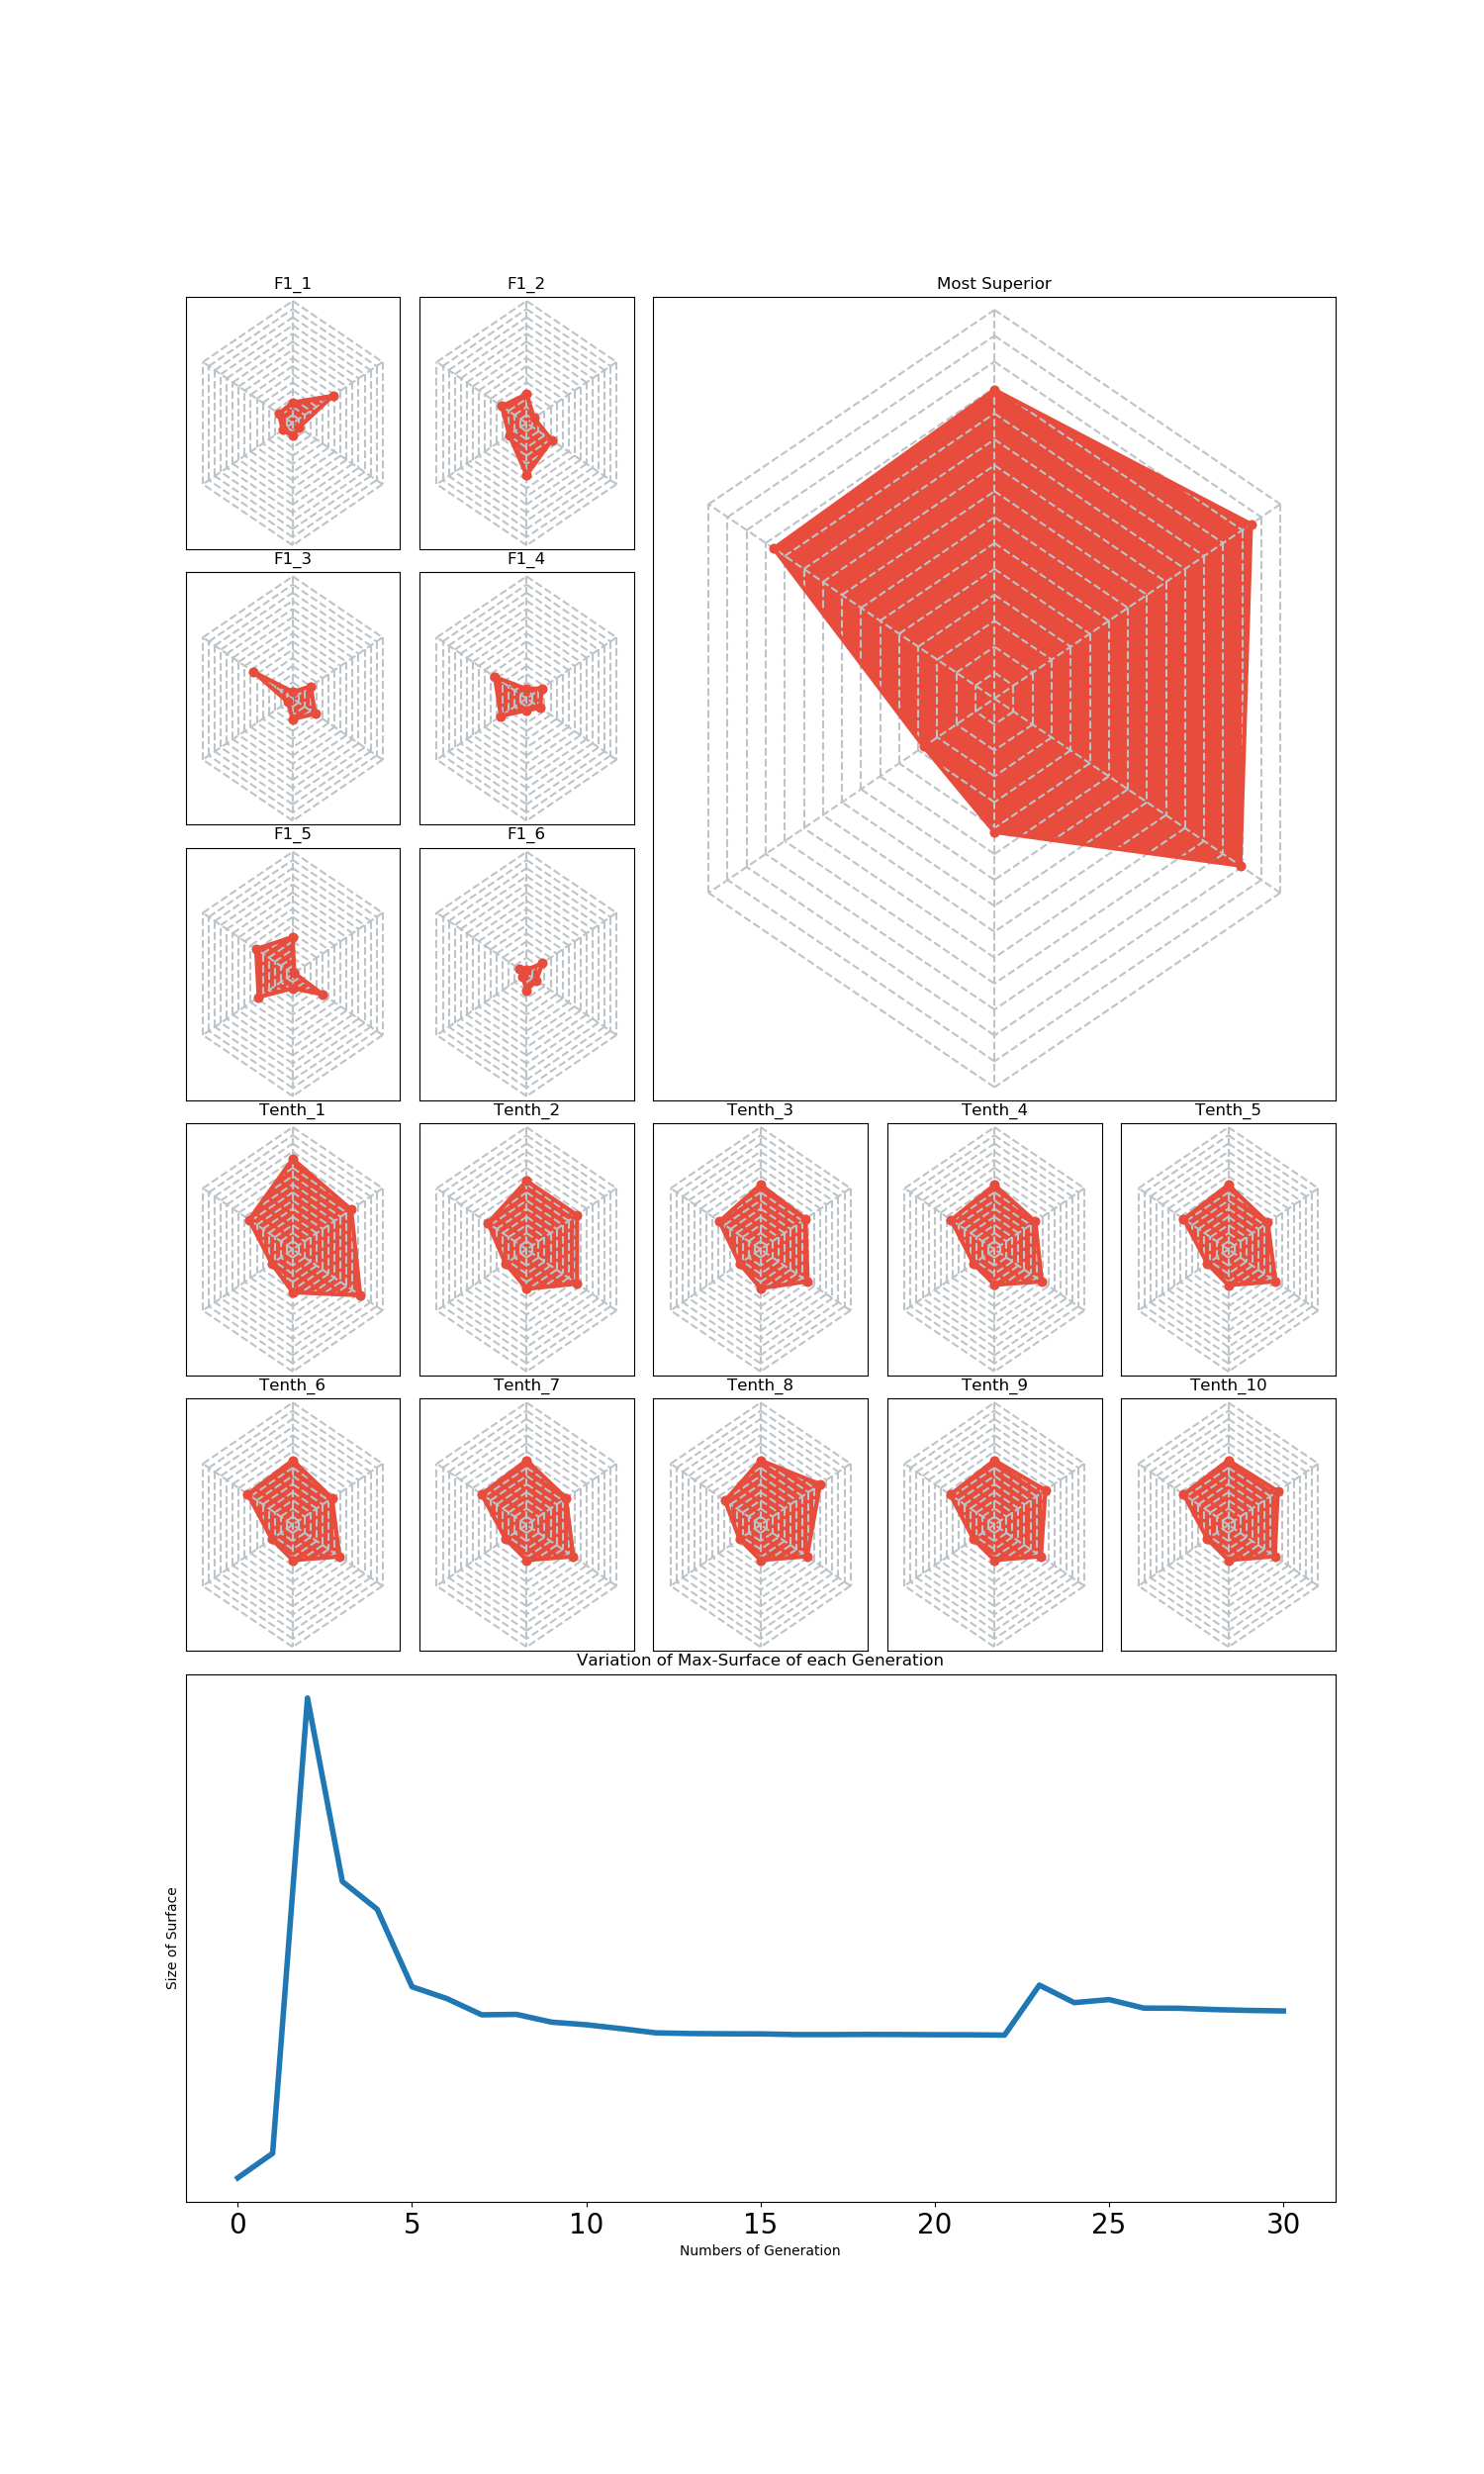 F1_1
F1_2
Most Superior
F1_3
F1_4
F1_5
F1_6
Tenth_1
Tenth_2
Tenth_3
Tenth_4
Tenth_5
Tenth_6
Tenth_7
Tenth_8
Tenth_9
Tenth_10
Variation of Max-Surface of each Generation
Size of Surface
0 5 10 15 20 25 30
Numbers of Generation